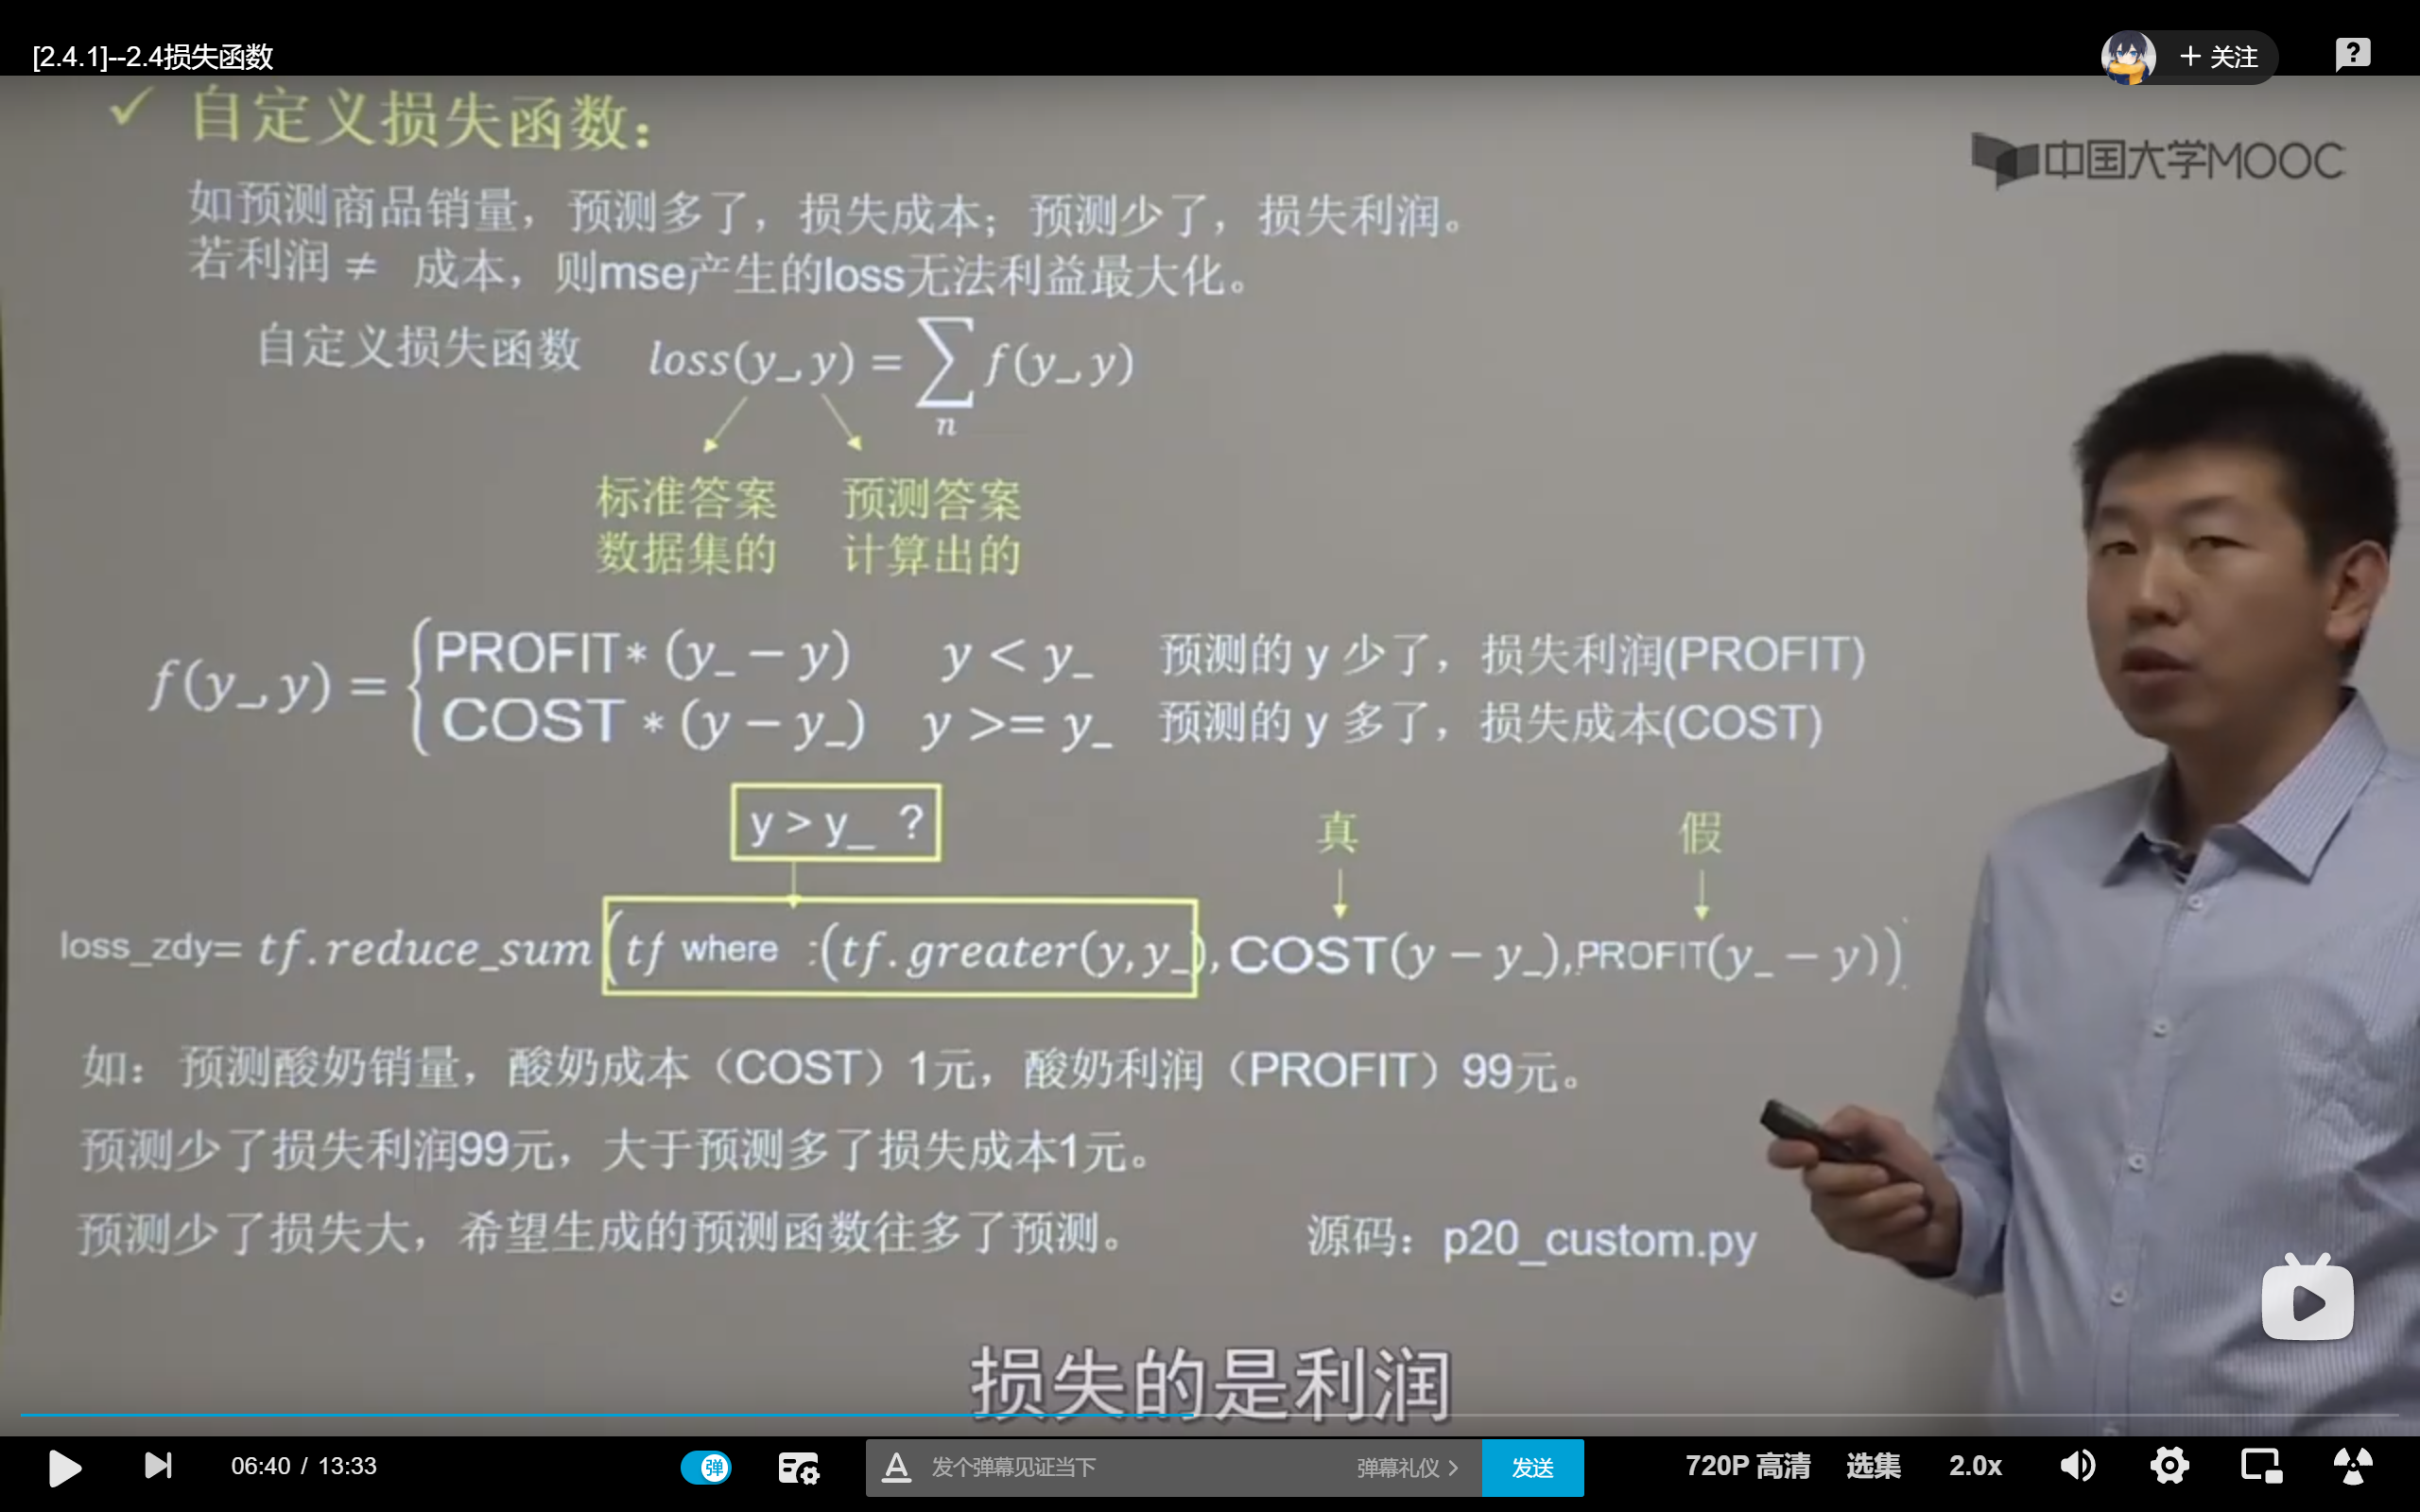 [2.4.1]--2.4损失函数
+ 关注
?
✓ 自定义损失函数：
中国大学MOOC
如预测商品销量，预测多了，损失成本；预测少了，损失利润。
若利润 ≠ 成本，则mse产生的loss无法利益最大化。
自定义损失函数 loss(y_, y) = ∑n f(y_, y)
标准答案 预测答案
数据集的 计算出的
f(y_, y) = { PROFIT * (y_ − y) y < y_ 预测的 y 少了，损失利润(PROFIT)
COST * (y − y_) y >= y_ 预测的 y 多了，损失成本(COST)
y > y_ ?
真 假
loss_zdy= tf.reduce_sum(tf where :(tf.greater(y, y_), COST(y − y_), PROFIT(y_ − y))
如：预测酸奶销量，酸奶成本（COST）1元，酸奶利润（PROFIT）99元。
预测少了损失利润99元，大于预测多了损失成本1元。
预测少了损失大，希望生成的预测函数往多了预测。 源码：p20_custom.py
损失的是利润
06:40 / 13:33
弹
A 发个弹幕见证当下 弹幕礼仪 > 发送
720P 高清 选集 2.0x